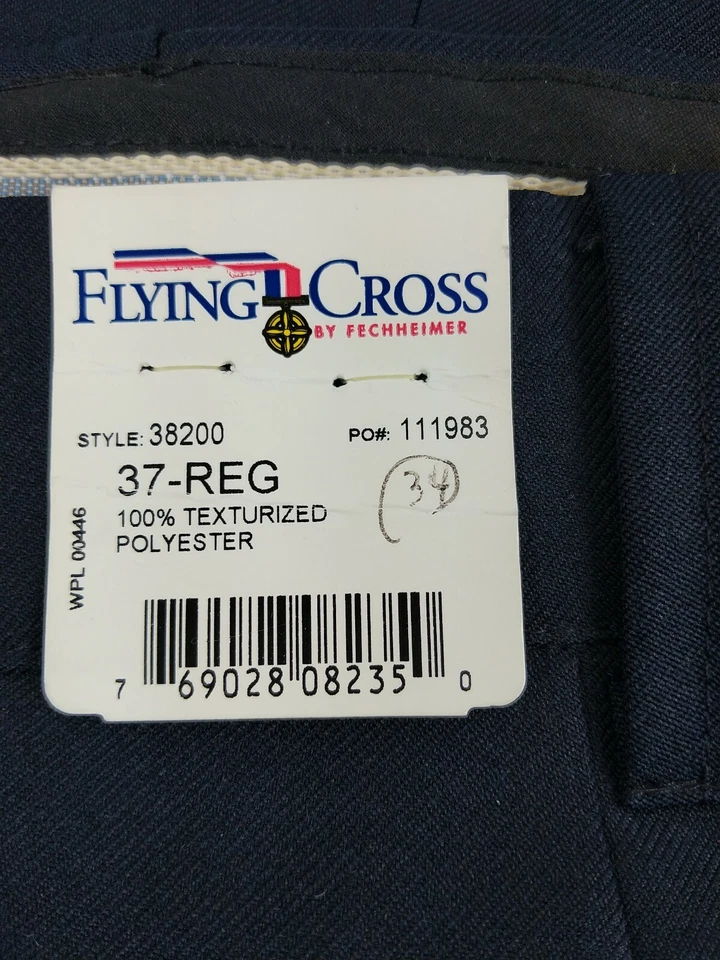 FLYING CROSS
BY FECHHEIMER
STYLE: 38200 PO#: 111983
37-REG
34
100% TEXTURIZED
POLYESTER
WPL 00446
7 69028 08235 0